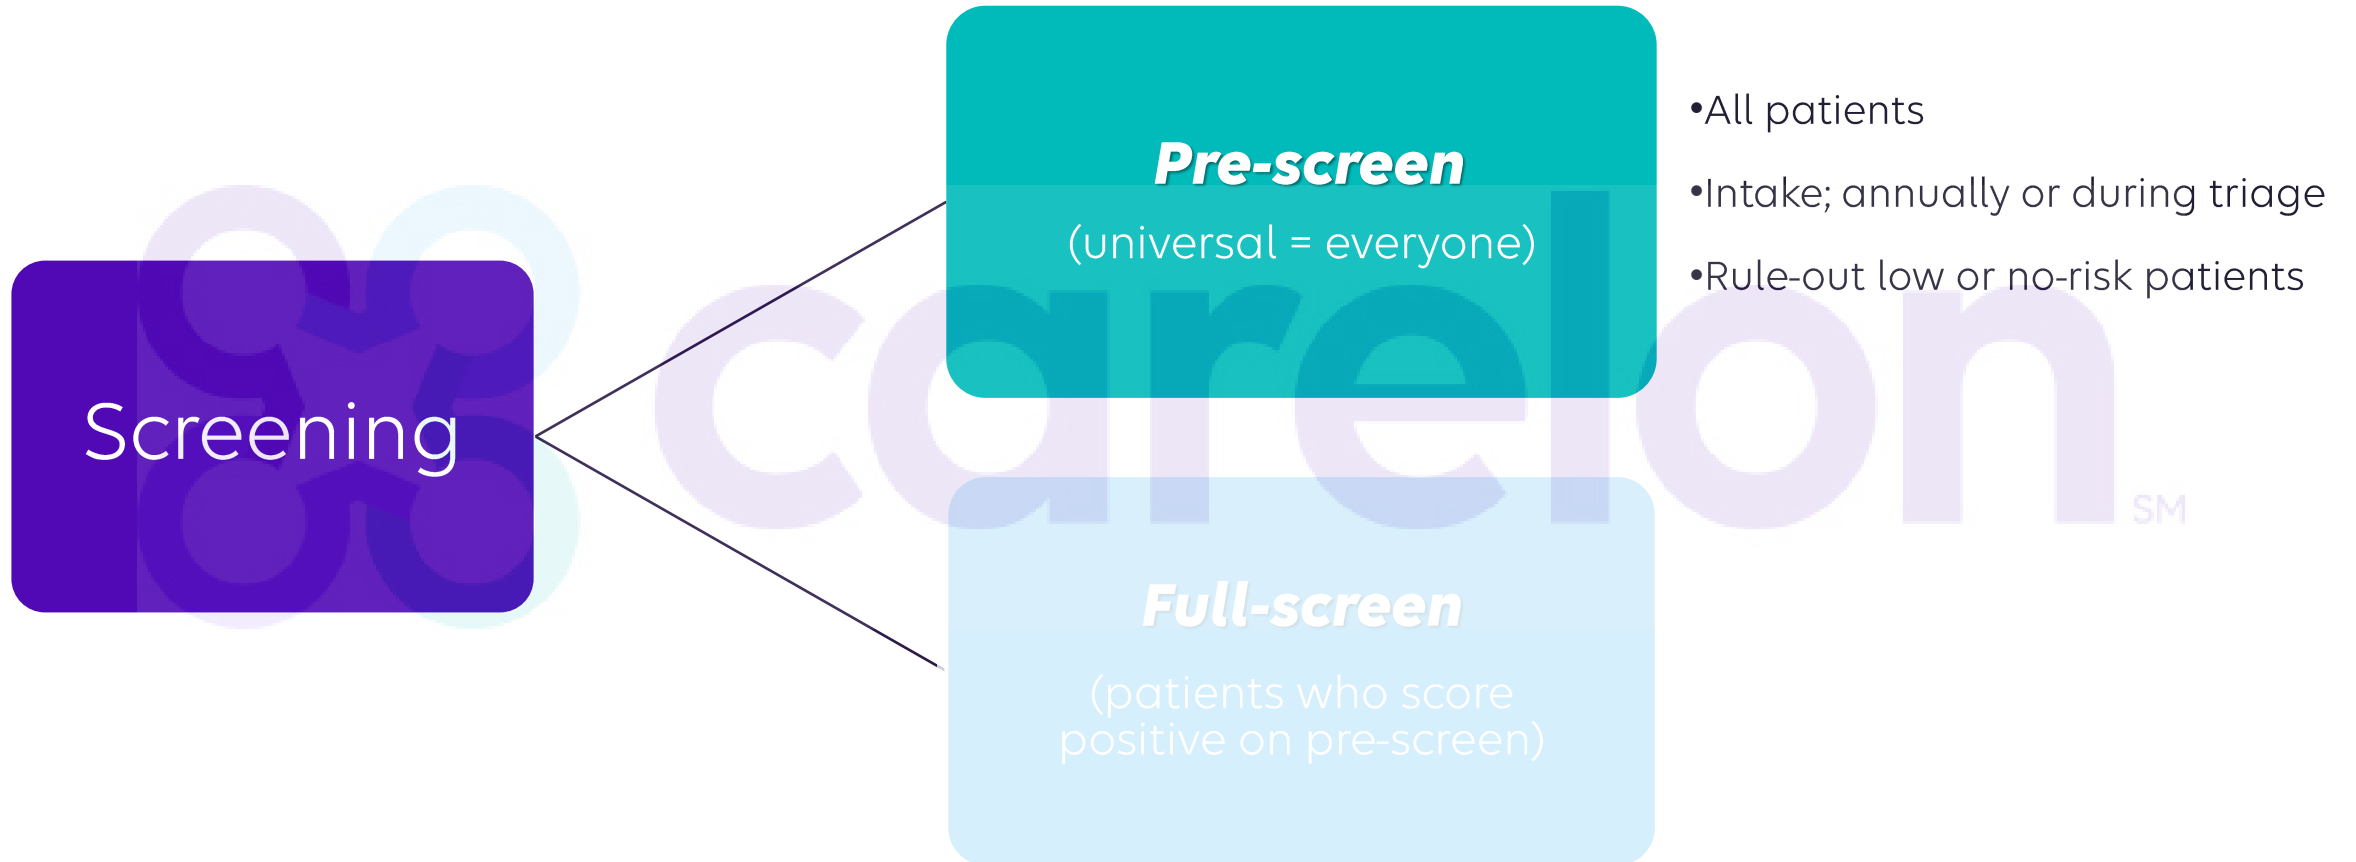 Screening
Pre-screen
(universal = everyone)
•All patients
•Intake; annually or during triage
•Rule-out low or no-risk patients
Full-screen
(patients who score
positive on pre-screen)
carelon
SM